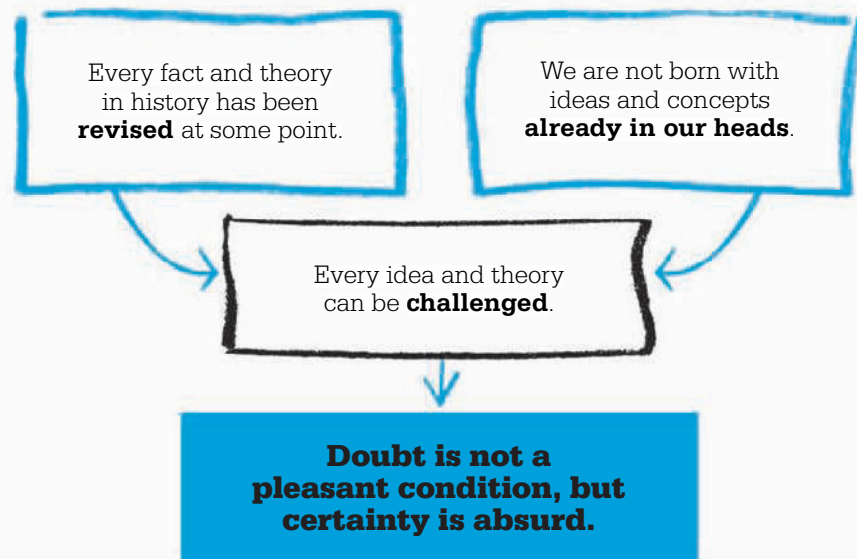 Every fact and theory
in history has been
revised at some point.
We are not born with
ideas and concepts
already in our heads.
Every idea and theory
can be challenged.
Doubt is not a
pleasant condition, but
certainty is absurd.